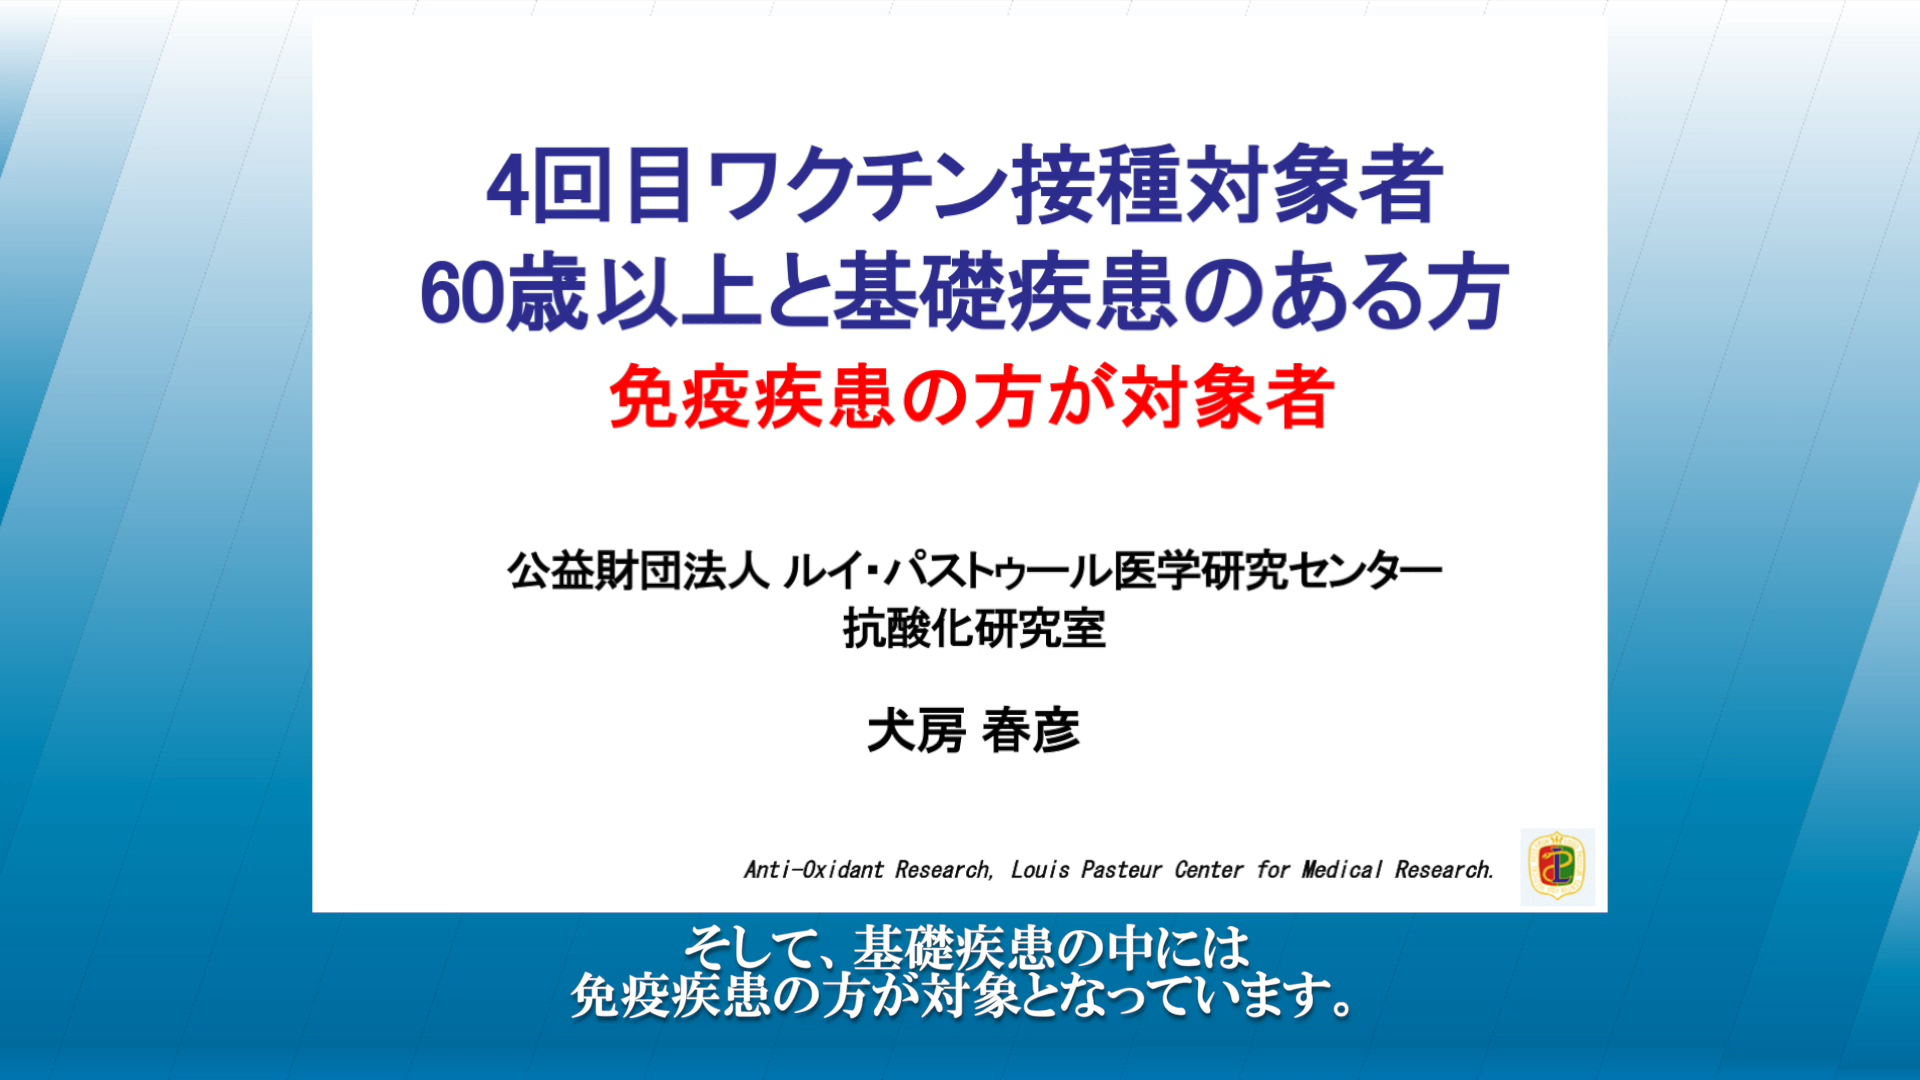 4回目ワクチン接種対象者
60歳以上と基礎疾患のある方
免疫疾患の方が対象者
公益財団法人 ルイ・パストゥール医学研究センター
抗酸化研究室
犬房 春彦
Anti-Oxidant Research, Louis Pasteur Center for Medical Research.
そして、基礎疾患の中には
免疫疾患の方が対象となっています。